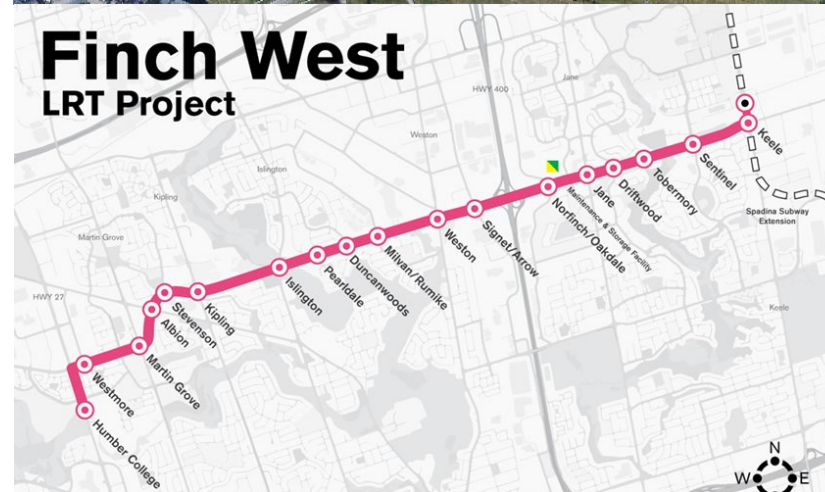 Finch West
LRT Project
HWY 400
Jane
Weston
Islington
Kipling
Martin Grove
HWY 27
Keele
Keele
Sentinel
Tobermory
Driftwood
Jane
Maintenance & Storage Facility
Norfinch/Oakdale
Signet/Arrow
Weston
Milvan/Rumike
Duncanwoods
Pearldale
Islington
Kipling
Stevenson
Albion
Martin Grove
Westmore
Humber College
Spadina Subway
Extension
N
W
E